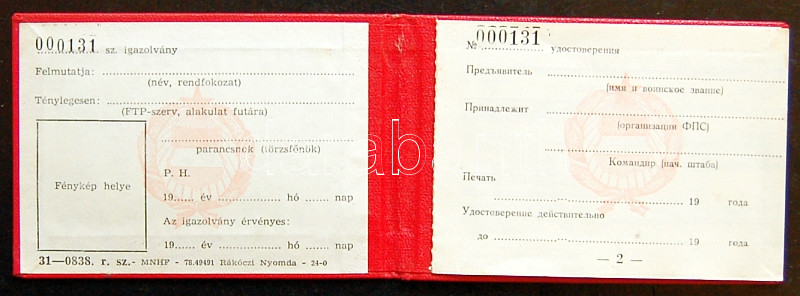 000131 sz. igazolvány
Felmutatja:
(név, rendfokozat)
Ténylegesen:
(FTP-szerv, alakulat futára)
parancsnok (törzsfőnök)
Fénykép helye
P. H.
19 év hó nap
Az igazolvány érvényes:
19 év hó nap
31—0838. r. sz.- MNHF - 78.49491 Rákóczi Nyomda - 24-0
№ 000131 удостоверения
Предъявитель
(имя и воинское звание)
Принадлежит
(организации ФПС)
Командир (нач. штаба)
Печать
19 года
Удостоверение действительно
до 19 года
— 2 —